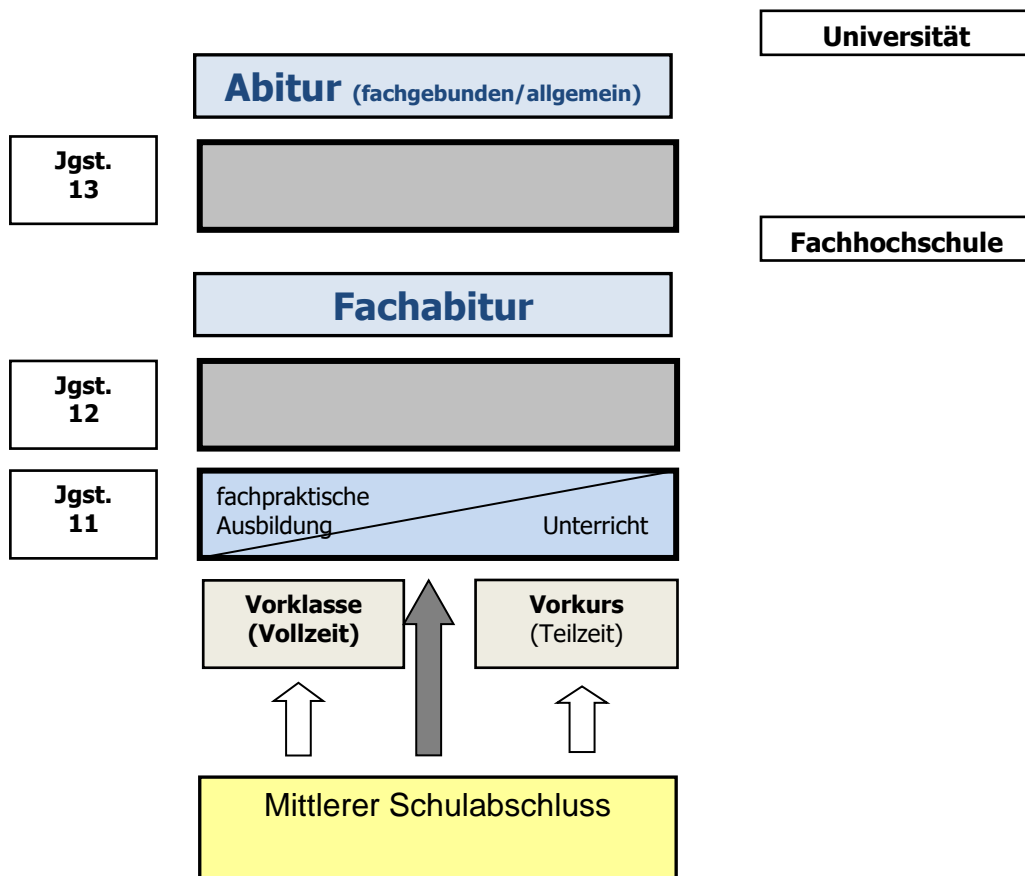 Universität
Abitur (fachgebunden/allgemein)
Jgst.
13
Fachhochschule
Fachabitur
Jgst.
12
Jgst.
11
fachpraktische
Ausbildung
Unterricht
Vorklasse
(Vollzeit)
Vorkurs
(Teilzeit)
Mittlerer Schulabschluss